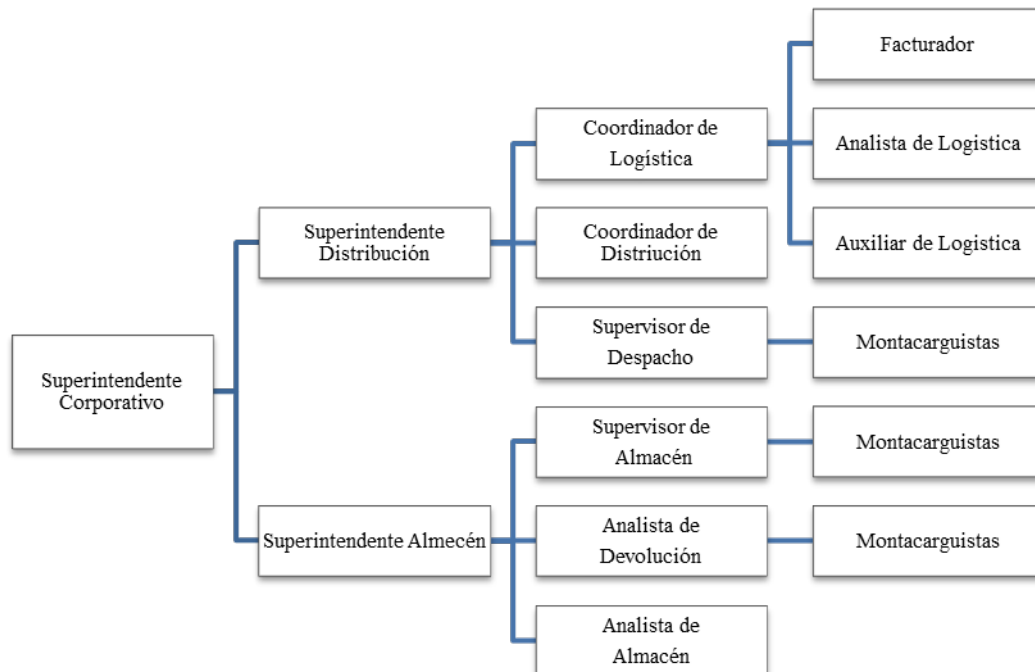 Facturador
Coordinador de
Logística
Analista de Logistica
Superintendente
Distribución
Coordinador de
Distriución
Auxiliar de Logistica
Supervisor de
Despacho
Montacarguistas
Superintendente
Corporativo
Supervisor de
Almacén
Montacarguistas
Superintendente Almecén
Analista de
Devolución
Montacarguistas
Analista de
Almacén